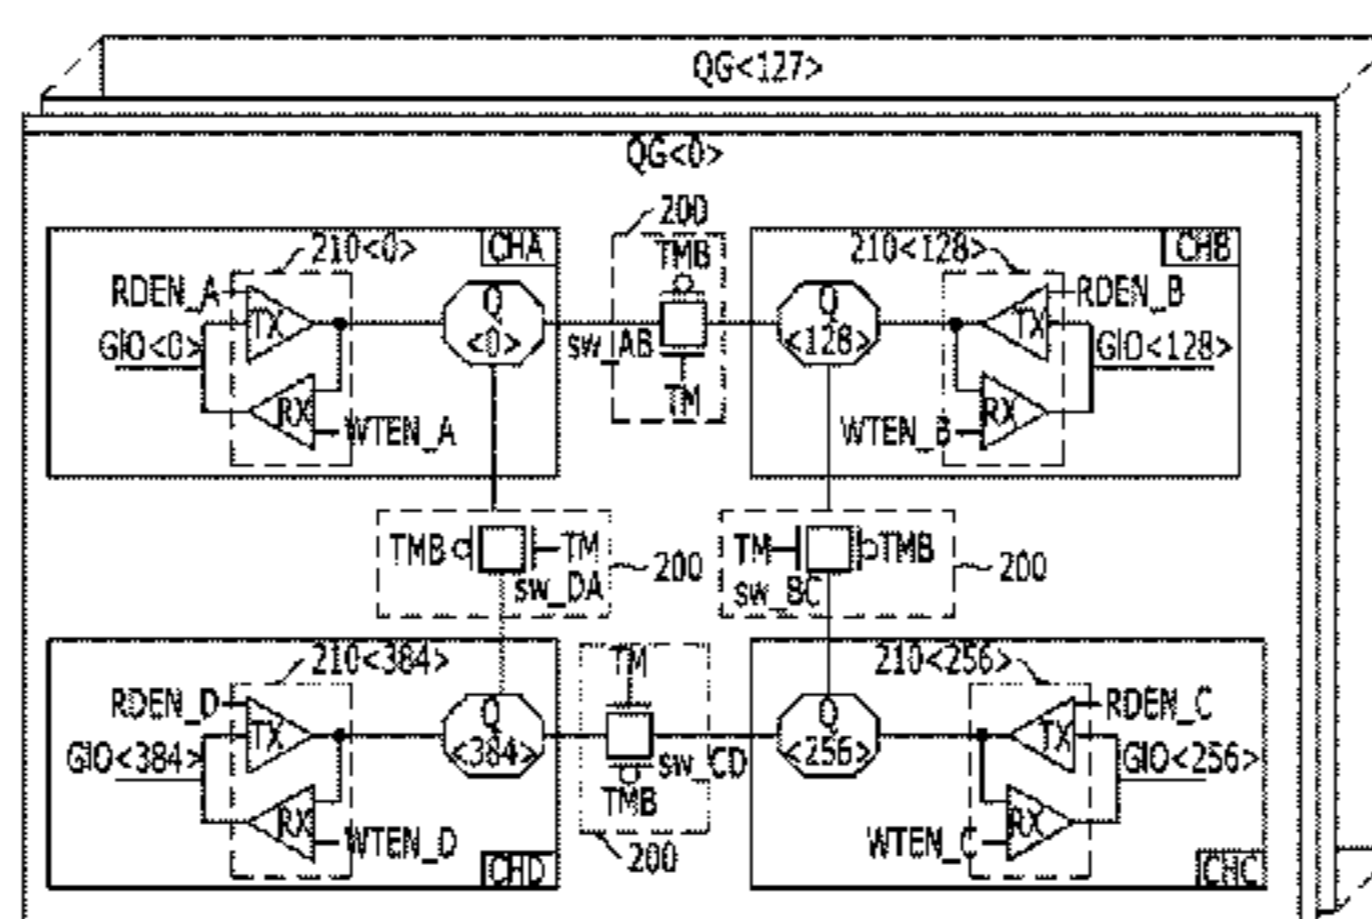 QG<127>
QG<0>
200
210<0>
CHA
TMB
210<128>
CHB
RDEN_A
TX
Q
<0>
sw_AB
Q
<128>
TX
RDEN_B
GIO<0>
GIO<128>
RX
WTEN_A
TM
WTEN_B
RX
TMB
TM
sw_DA
200
TM
TMB
sw_BC
200
210<384>
TM
210<256>
RDEN_D
TX
Q
<384>
sw_CD
Q
<256>
TX
RDEN_C
GIO<384>
GIO<256>
RX
WTEN_D
TMB
WTEN_C
RX
200
CHD
CHC